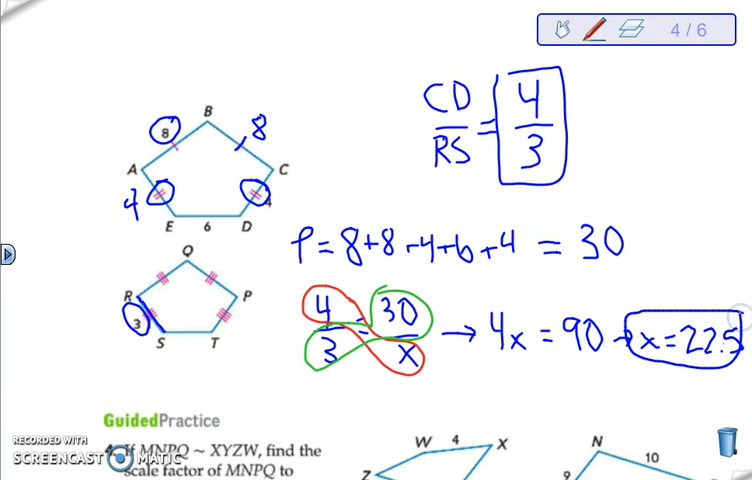 4 / 6
CD/RS = 4/3
B
8
8
A
C
4
4
E
6
D
P = 8+8+4+6+4 = 30
Q
R
P
3
S
T
4/3 = 30/x → 4x = 90 → x = 22.5
GuidedPractice
4. If MNPQ ~ XYZW, find the
scale factor of MNPQ to
W
4
X
Z
N
10
9
RECORDED WITH
SCREENCAST MATIC